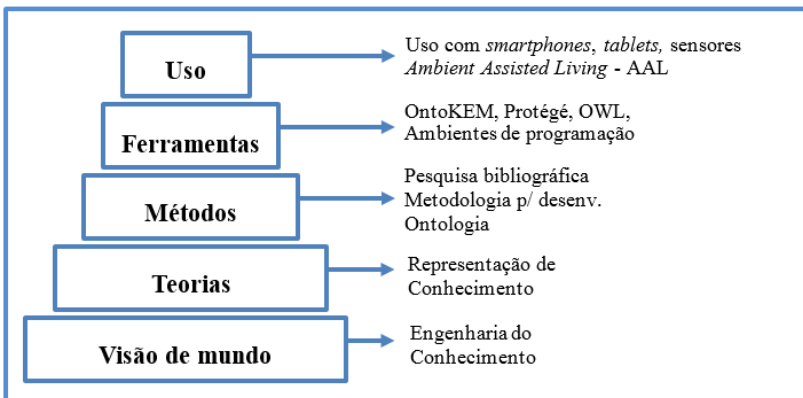 Uso
Uso com smartphones, tablets, sensores
Ambient Assisted Living - AAL
Ferramentas
OntoKEM, Protégé, OWL,
Ambientes de programação
Métodos
Pesquisa bibliográfica
Metodologia p/ desenv.
Ontologia
Teorias
Representação de
Conhecimento
Visão de mundo
Engenharia do
Conhecimento